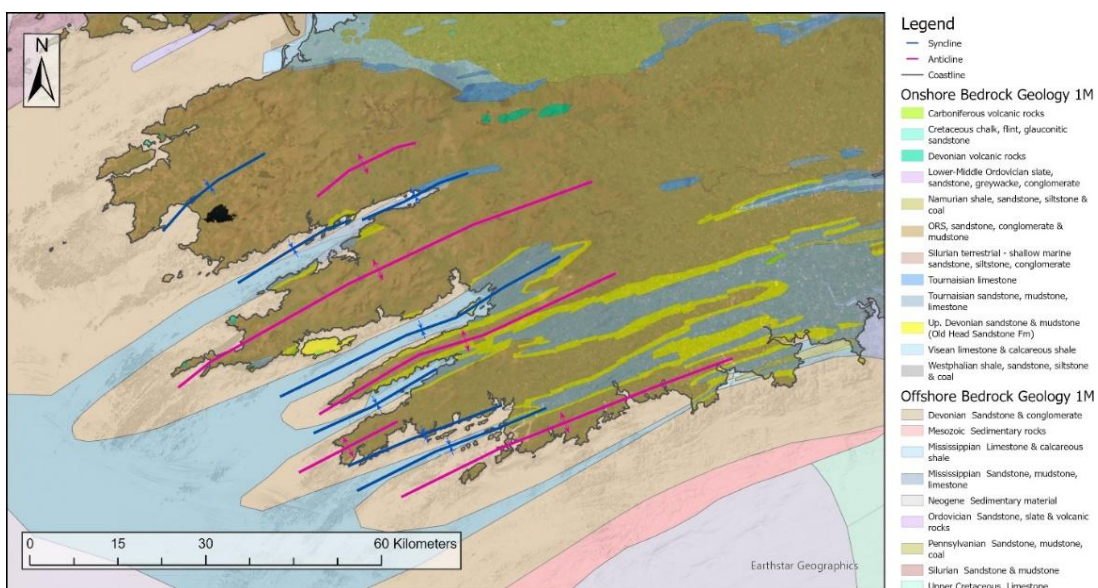 N
0 15 30 60 Kilometers
Earthstar Geographics
Legend
Syncline
Anticline
Coastline
Onshore Bedrock Geology 1M
Carboniferous volcanic rocks
Cretaceous chalk, flint, glauconitic
sandstone
Devonian volcanic rocks
Lower-Middle Ordovician slate,
sandstone, greywacke, conglomerate
Namurian shale, sandstone, siltstone &
coal
ORS, sandstone, conglomerate &
mudstone
Silurian terrestrial - shallow marine
sandstone, siltstone, conglomerate
Tournaisian limestone
Tournaisian sandstone, mudstone,
limestone
Up. Devonian sandstone & mudstone
(Old Head Sandstone Fm)
Visean limestone & calcareous shale
Westphalian shale, sandstone, siltstone
& coal
Offshore Bedrock Geology 1M
Devonian Sandstone & conglomerate
Mesozoic Sedimentary rocks
Mississippian Limestone & calcareous
shale
Mississippian Sandstone, mudstone,
limestone
Neogene Sedimentary material
Ordovician Sandstone, slate & volcanic
rocks
Pennsylvanian Sandstone, mudstone,
coal
Silurian Sandstone & mudstone
Upper Cretaceous Limestone